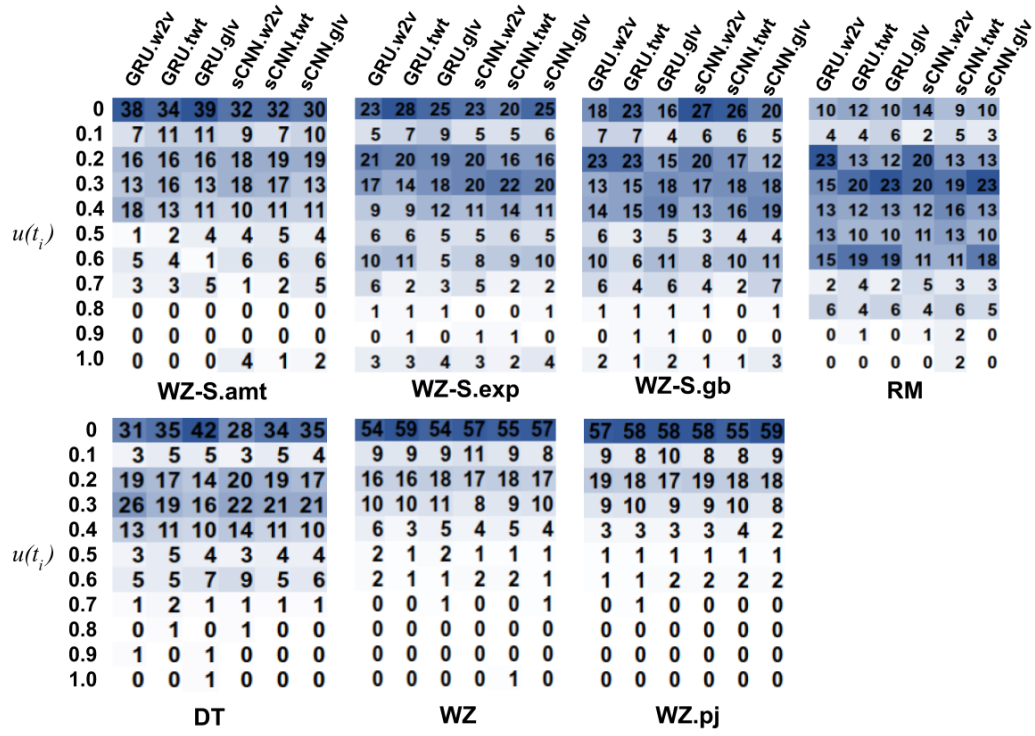 GRU.w2v GRU.twt GRU.glv sCNN.w2v sCNN.twt sCNN.glv GRU.w2v GRU.twt GRU.glv sCNN.w2v sCNN.twt sCNN.glv GRU.w2v GRU.twt GRU.glv sCNN.w2v sCNN.twt sCNN.glv GRU.w2v GRU.twt GRU.glv sCNN.w2v sCNN.twt sCNN.glv
0 38 34 39 32 32 30 23 28 25 23 20 25 18 23 16 27 26 20 10 12 10 14 9 10
0.1 7 11 11 9 7 10 5 7 9 5 5 6 7 7 4 6 6 5 4 4 6 2 5 3
0.2 16 16 16 18 19 19 21 20 19 20 16 16 23 23 15 20 17 12 23 13 12 20 13 13
0.3 13 16 13 18 17 13 17 14 18 20 22 20 13 15 18 17 18 18 15 20 23 20 19 23
0.4 18 13 11 10 11 11 9 9 12 11 14 11 14 15 19 13 16 19 13 12 13 12 16 13
u(t_i)
0.5 1 2 4 4 5 4 6 6 5 5 6 5 6 3 5 3 4 4 13 10 10 12 13 10
0.6 5 4 1 6 6 6 10 11 5 8 9 10 10 6 11 8 10 11 15 19 19 11 11 18
0.7 3 3 5 1 2 5 6 2 3 5 2 2 6 4 6 4 2 7 2 4 2 5 3 3
0.8 0 0 0 0 0 0 1 1 1 0 0 1 1 1 1 1 0 1 6 4 6 4 6 5
0.9 0 0 0 0 0 0 0 1 0 1 1 0 0 1 1 0 0 0 0 1 0 1 2 0
1.0 0 0 0 4 1 2 3 3 4 3 2 4 2 1 2 1 1 3 0 0 0 0 2 0
WZ-S.amt WZ-S.exp WZ-S.gb RM
0 31 35 42 28 34 35 54 59 54 57 55 57 57 58 58 58 55 59
0.1 3 5 5 3 5 4 9 9 9 11 9 8 9 8 10 8 8 9
0.2 19 17 14 20 19 17 16 16 18 17 18 17 19 18 17 19 18 18
0.3 26 19 16 22 21 21 10 10 11 8 9 10 9 10 9 9 10 8
0.4 13 11 10 14 11 10 6 3 5 4 5 4 3 3 3 3 4 2
u(t_i)
0.5 3 5 4 3 4 4 2 1 2 1 1 1 1 1 1 1 1 1
0.6 5 5 7 9 5 6 2 1 1 2 2 1 1 1 2 2 2 2
0.7 1 2 1 1 1 1 0 0 1 0 0 1 0 1 0 0 0 0
0.8 0 1 0 1 0 0 0 0 0 0 0 0 0 0 0 0 0 0
0.9 1 0 1 0 0 0 0 0 0 0 0 0 0 0 0 0 0 0
1.0 0 0 1 0 0 0 0 0 0 0 1 0 0 0 0 0 0 0
DT WZ WZ.pj